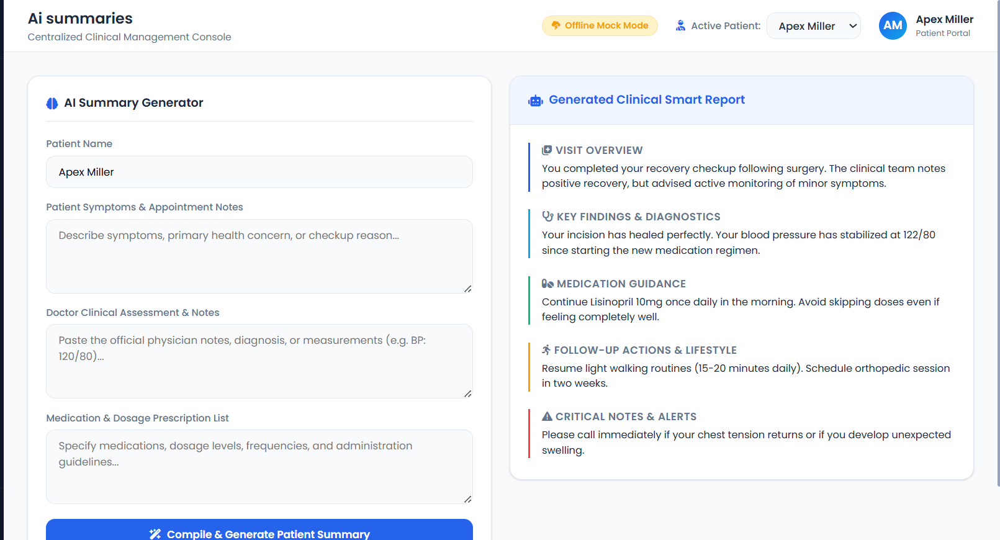 Ai summaries
Centralized Clinical Management Console
Offline Mock Mode
Active Patient:
Apex Miller
AM
Apex Miller
Patient Portal
AI Summary Generator
Patient Name
Apex Miller
Patient Symptoms & Appointment Notes
Describe symptoms, primary health concern, or checkup reason...
Doctor Clinical Assessment & Notes
Paste the official physician notes, diagnosis, or measurements (e.g. BP:
120/80)...
Medication & Dosage Prescription List
Specify medications, dosage levels, frequencies, and administration
guidelines...
Compile & Generate Patient Summary
Generated Clinical Smart Report
VISIT OVERVIEW
You completed your recovery checkup following surgery. The clinical team notes
positive recovery, but advised active monitoring of minor symptoms.
KEY FINDINGS & DIAGNOSTICS
Your incision has healed perfectly. Your blood pressure has stabilized at 122/80
since starting the new medication regimen.
MEDICATION GUIDANCE
Continue Lisinopril 10mg once daily in the morning. Avoid skipping doses even if
feeling completely well.
FOLLOW-UP ACTIONS & LIFESTYLE
Resume light walking routines (15-20 minutes daily). Schedule orthopedic session
in two weeks.
CRITICAL NOTES & ALERTS
Please call immediately if your chest tension returns or if you develop unexpected
swelling.